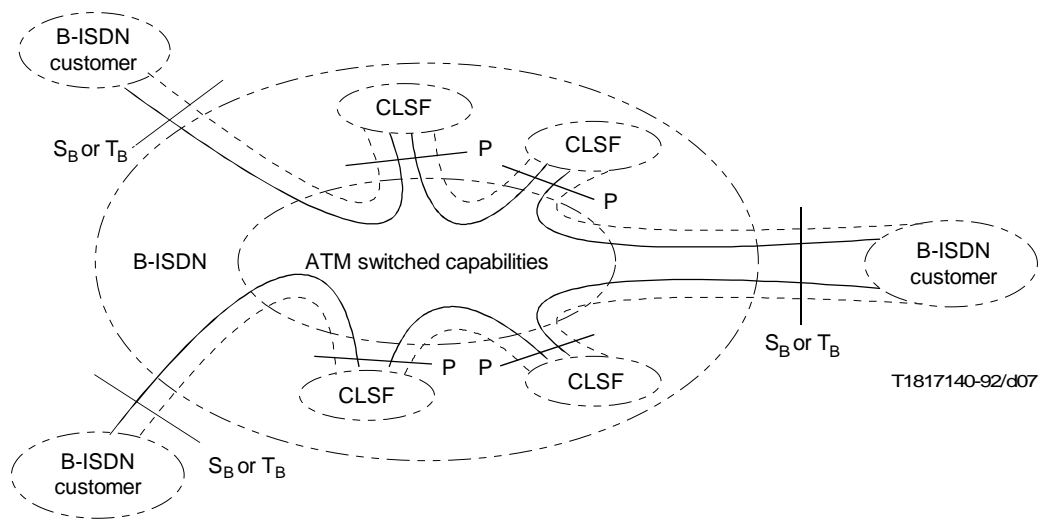 B-ISDN
customer
CLSF
S_B or T_B
P
CLSF
P
B-ISDN
ATM switched capabilities
B-ISDN
customer
S_B or T_B
P
P
CLSF
CLSF
T1817140-92/d07
S_B or T_B
B-ISDN
customer